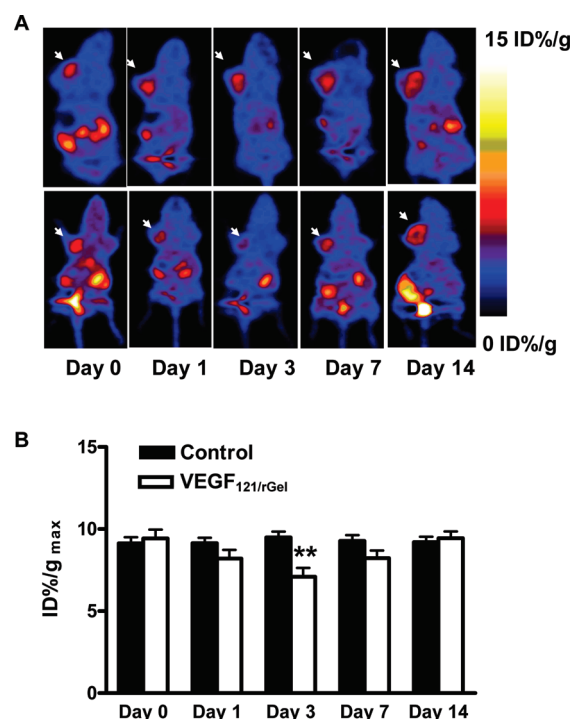 A
15 ID%/g
0 ID%/g
Day 0 Day 1 Day 3 Day 7 Day 14
B
15
10
5
0
ID%/g max
Control
VEGF121/rGel
**
Day 0 Day 1 Day 3 Day 7 Day 14